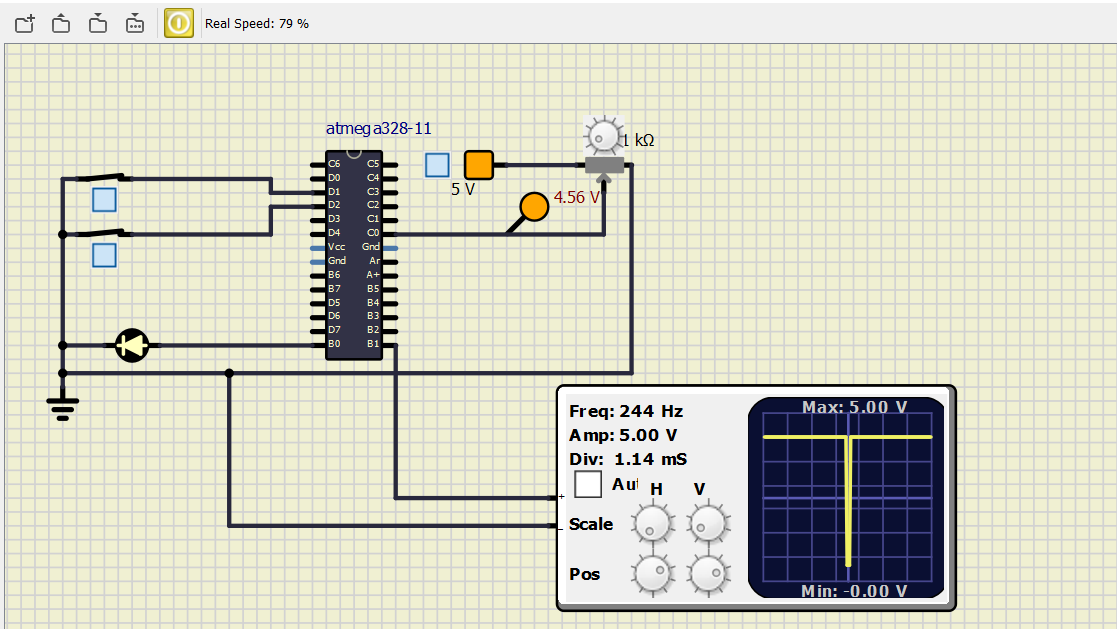 Real Speed: 79 %
atmega328-11
1 kΩ
5 V
4.56 V
C6 C5
D0 C4
D1 C3
D2 C2
D3 C1
D4 C0
Vcc Gnd
Gnd Ar
B6 A+
B7 B5
D5 B4
D6 B3
D7 B2
B0 B1
Freq: 244 Hz
Amp: 5.00 V
Div: 1.14 mS
Au
H V
+
-
Scale
Pos
Max: 5.00 V
Min: -0.00 V